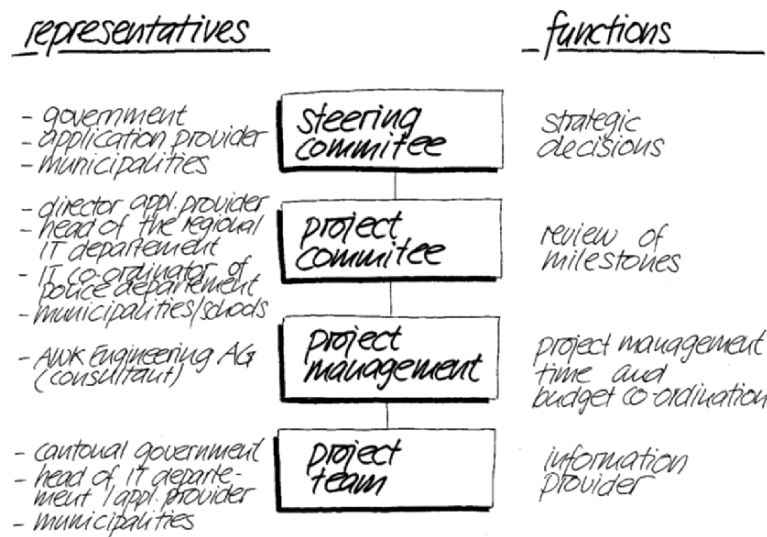 representatives
functions
- government
- application provider
- municipalities
steering
commitee
strategic
decisions
- director appl. provider
- head of the regional
IT departement
- IT co-ordinator of
police departement
- municipalities/schools
project
commitee
review of
milestones
- AWK Engineering AG
(consultant)
project
management
project management
time and
budget co-ordination
- cantonal government
- head of IT departe-
ment / appl. provider
- municipalities
project
team
information
provider